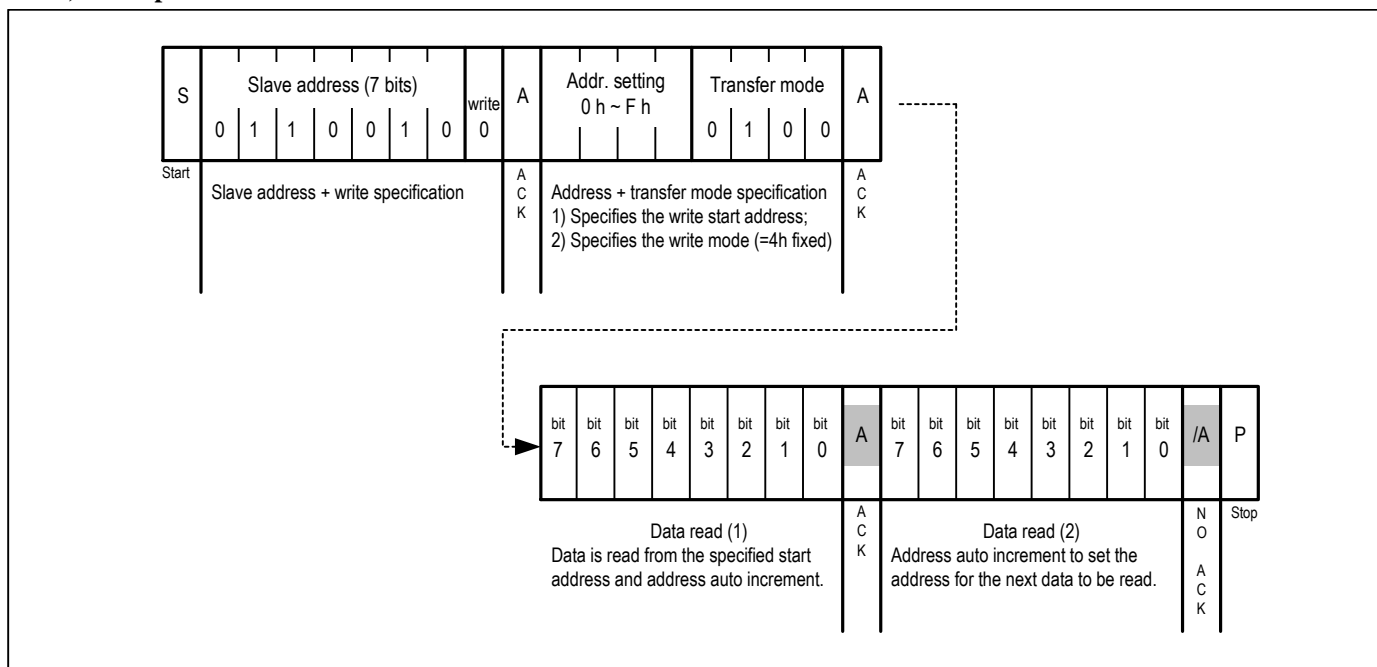 S
Slave address (7 bits)
0 1 1 0 0 1 0
write
0
A
Addr. setting
0 h ~ F h
Transfer mode
0 1 0 0
A
Start
Slave address + write specification
ACK
Address + transfer mode specification
1) Specifies the write start address;
2) Specifies the write mode (=4h fixed)
ACK
bit 7 bit 6 bit 5 bit 4 bit 3 bit 2 bit 1 bit 0 A bit 7 bit 6 bit 5 bit 4 bit 3 bit 2 bit 1 bit 0 /A P
Data read (1)
Data is read from the specified start
address and address auto increment.
ACK
Data read (2)
Address auto increment to set the
address for the next data to be read.
NO ACK
Stop